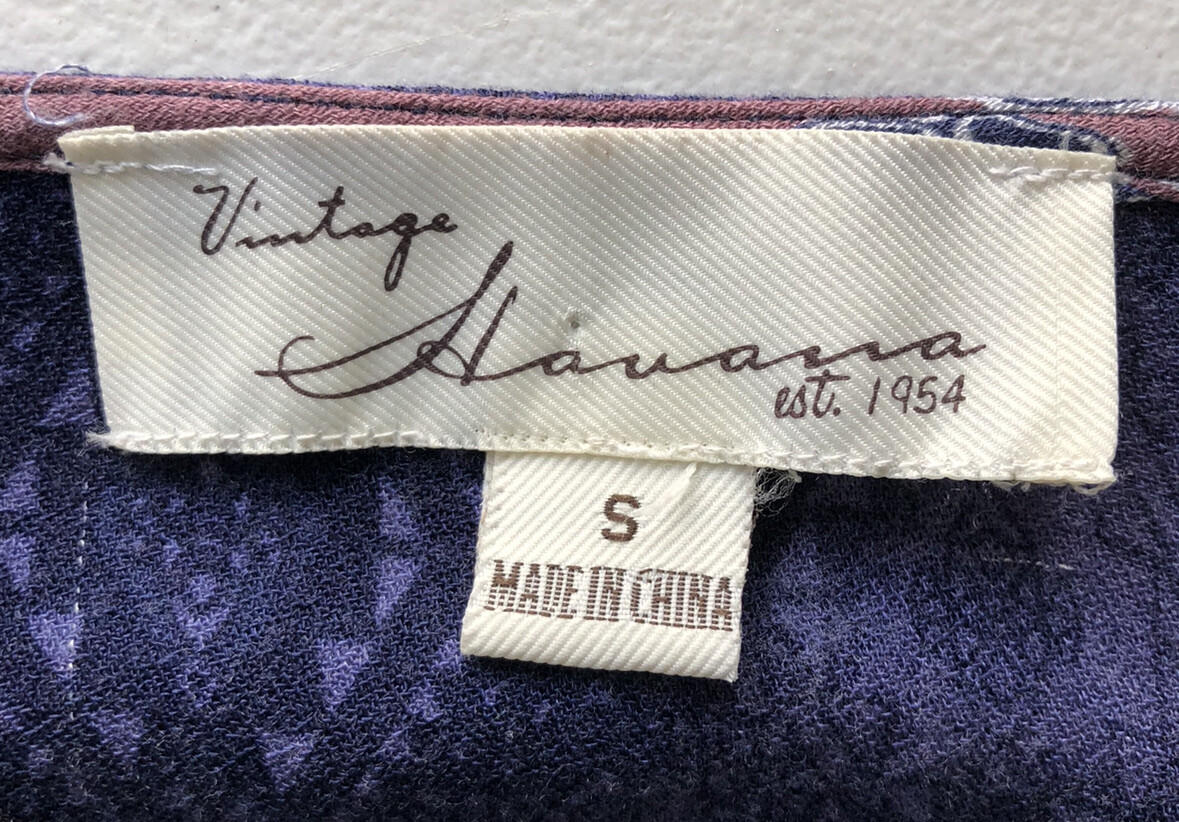 Vintage
Havana
est. 1954
S
MADE IN CHINA